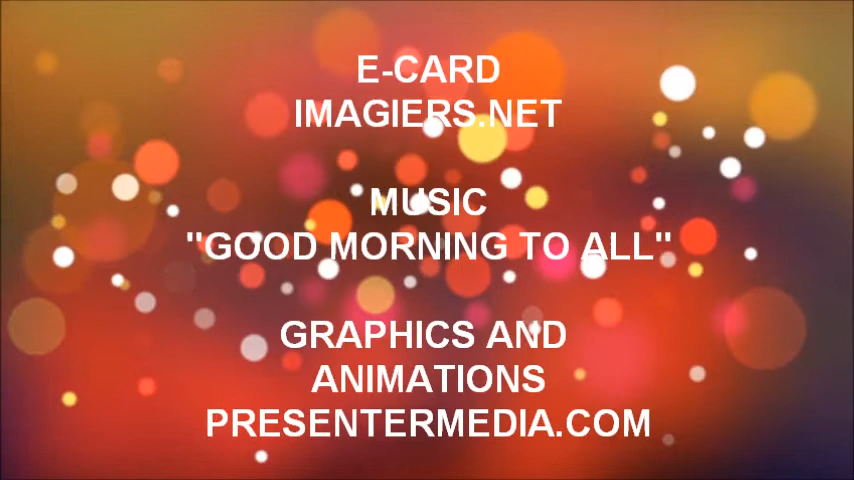 E-CARD
IMAGIERS.NET
MUSIC
"GOOD MORNING TO ALL"
GRAPHICS AND
ANIMATIONS
PRESENTERMEDIA.COM